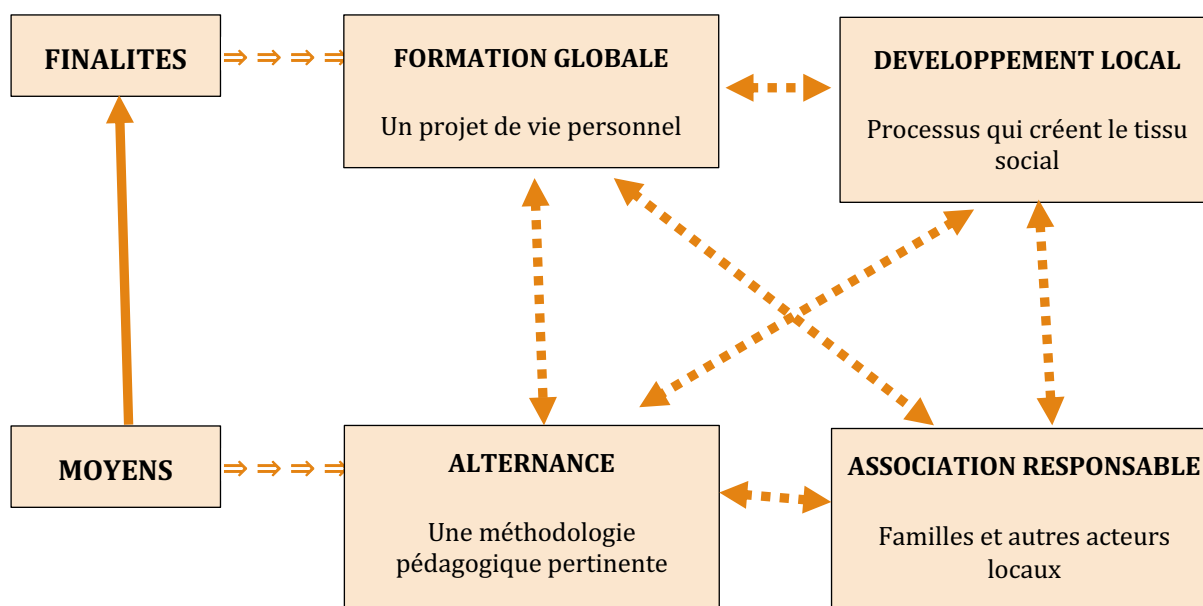 FINALITES
⇒ ⇒ ⇒ ⇒
FORMATION GLOBALE
Un projet de vie personnel
DEVELOPPEMENT LOCAL
Processus qui créent le tissu
social
MOYENS
⇒ ⇒ ⇒ ⇒
ALTERNANCE
Une méthodologie
pédagogique pertinente
ASSOCIATION RESPONSABLE
Familles et autres acteurs
locaux